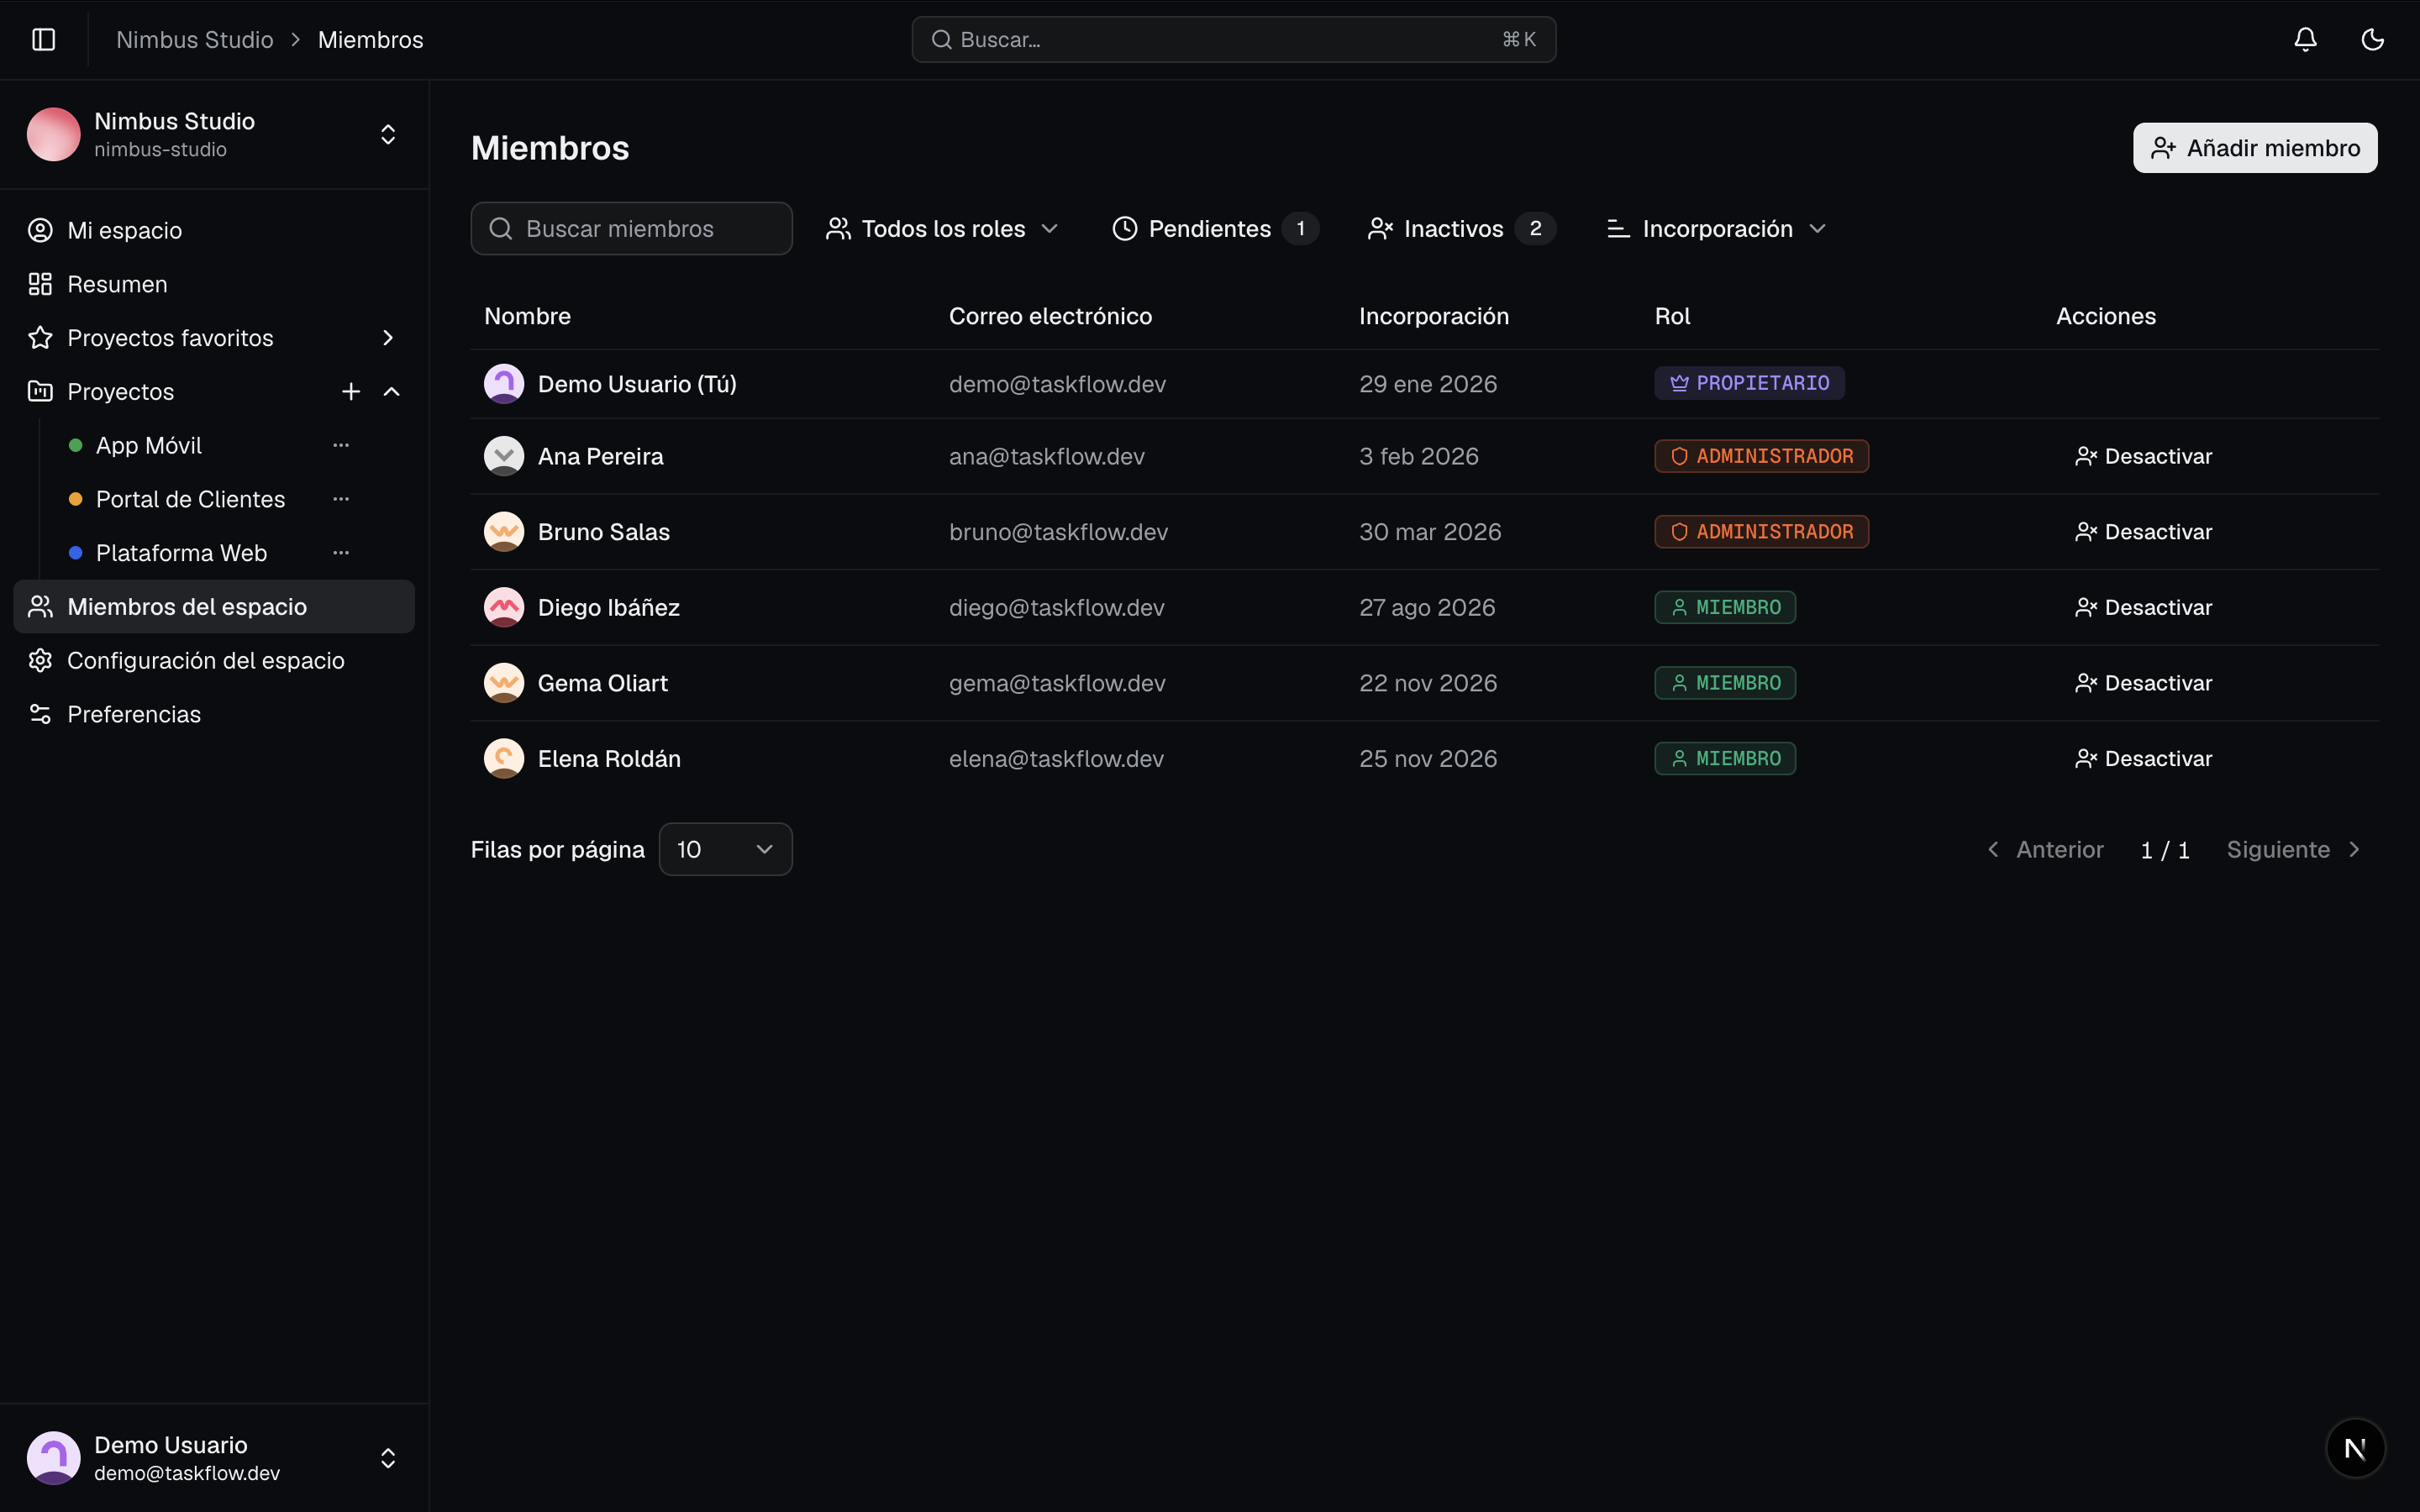 Nimbus Studio > Miembros
Buscar...
⌘K
Nimbus Studio
nimbus-studio
Mi espacio
Resumen
Proyectos favoritos
Proyectos
App Móvil
Portal de Clientes
Plataforma Web
Miembros del espacio
Configuración del espacio
Preferencias
Demo Usuario
demo@taskflow.dev
Miembros
Añadir miembro
Buscar miembros
Todos los roles
Pendientes 1
Inactivos 2
Incorporación
Nombre Correo electrónico Incorporación Rol Acciones
Demo Usuario (Tú) demo@taskflow.dev 29 ene 2026 PROPIETARIO
Ana Pereira ana@taskflow.dev 3 feb 2026 ADMINISTRADOR Desactivar
Bruno Salas bruno@taskflow.dev 30 mar 2026 ADMINISTRADOR Desactivar
Diego Ibáñez diego@taskflow.dev 27 ago 2026 MIEMBRO Desactivar
Gema Oliart gema@taskflow.dev 22 nov 2026 MIEMBRO Desactivar
Elena Roldán elena@taskflow.dev 25 nov 2026 MIEMBRO Desactivar
Filas por página 10
Anterior 1 / 1 Siguiente
N